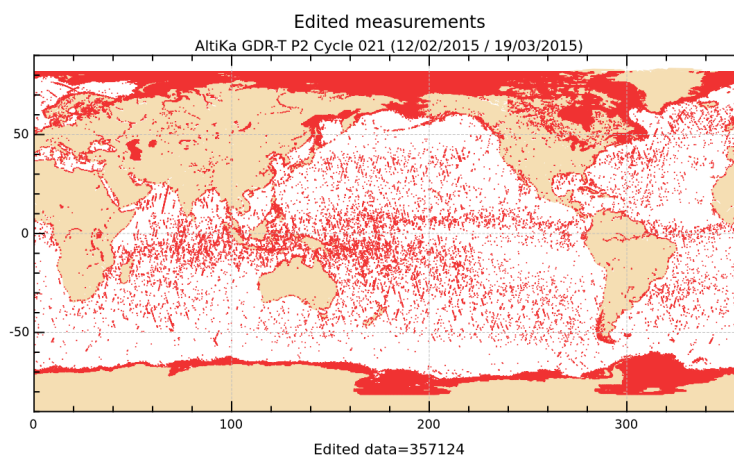 Edited measurements
AltiKa GDR-T P2 Cycle 021 (12/02/2015 / 19/03/2015)
50
0
-50
0 100 200 300
Edited data=357124